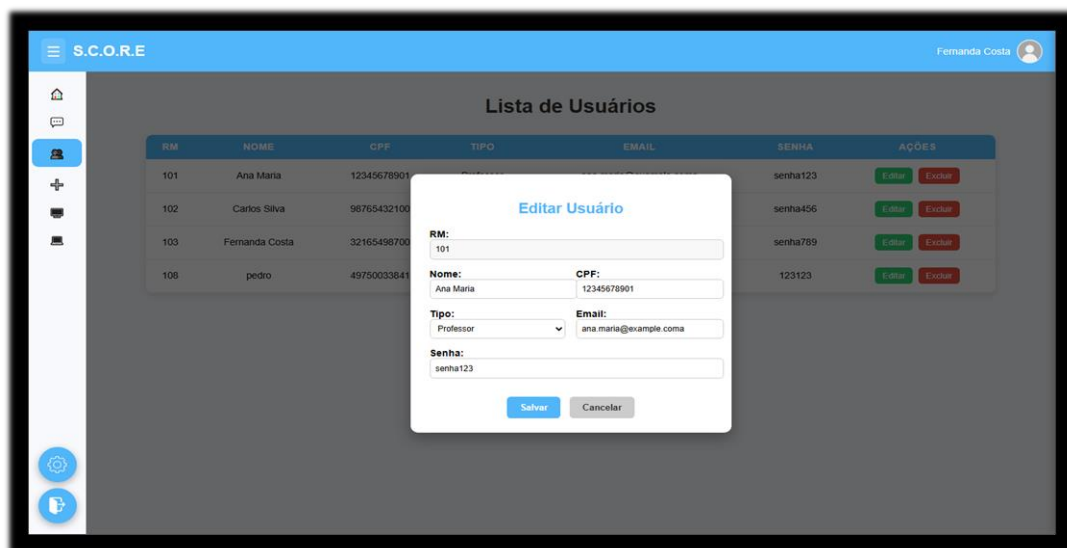 S.C.O.R.E Fernanda Costa
Lista de Usuários
RM NOME CPF TIPO EMAIL SENHA AÇÕES
101 Ana Maria 12345678901 senha123 Editar Excluir
102 Carlos Silva 98765432100 senha456 Editar Excluir
103 Fernanda Costa 32165498700 senha789 Editar Excluir
108 pedro 49750033841 123123 Editar Excluir
Editar Usuário
RM:
101
Nome: CPF:
Ana Maria 12345678901
Tipo: Email:
Professor ana.maria@example.coma
Senha:
senha123
Salvar Cancelar